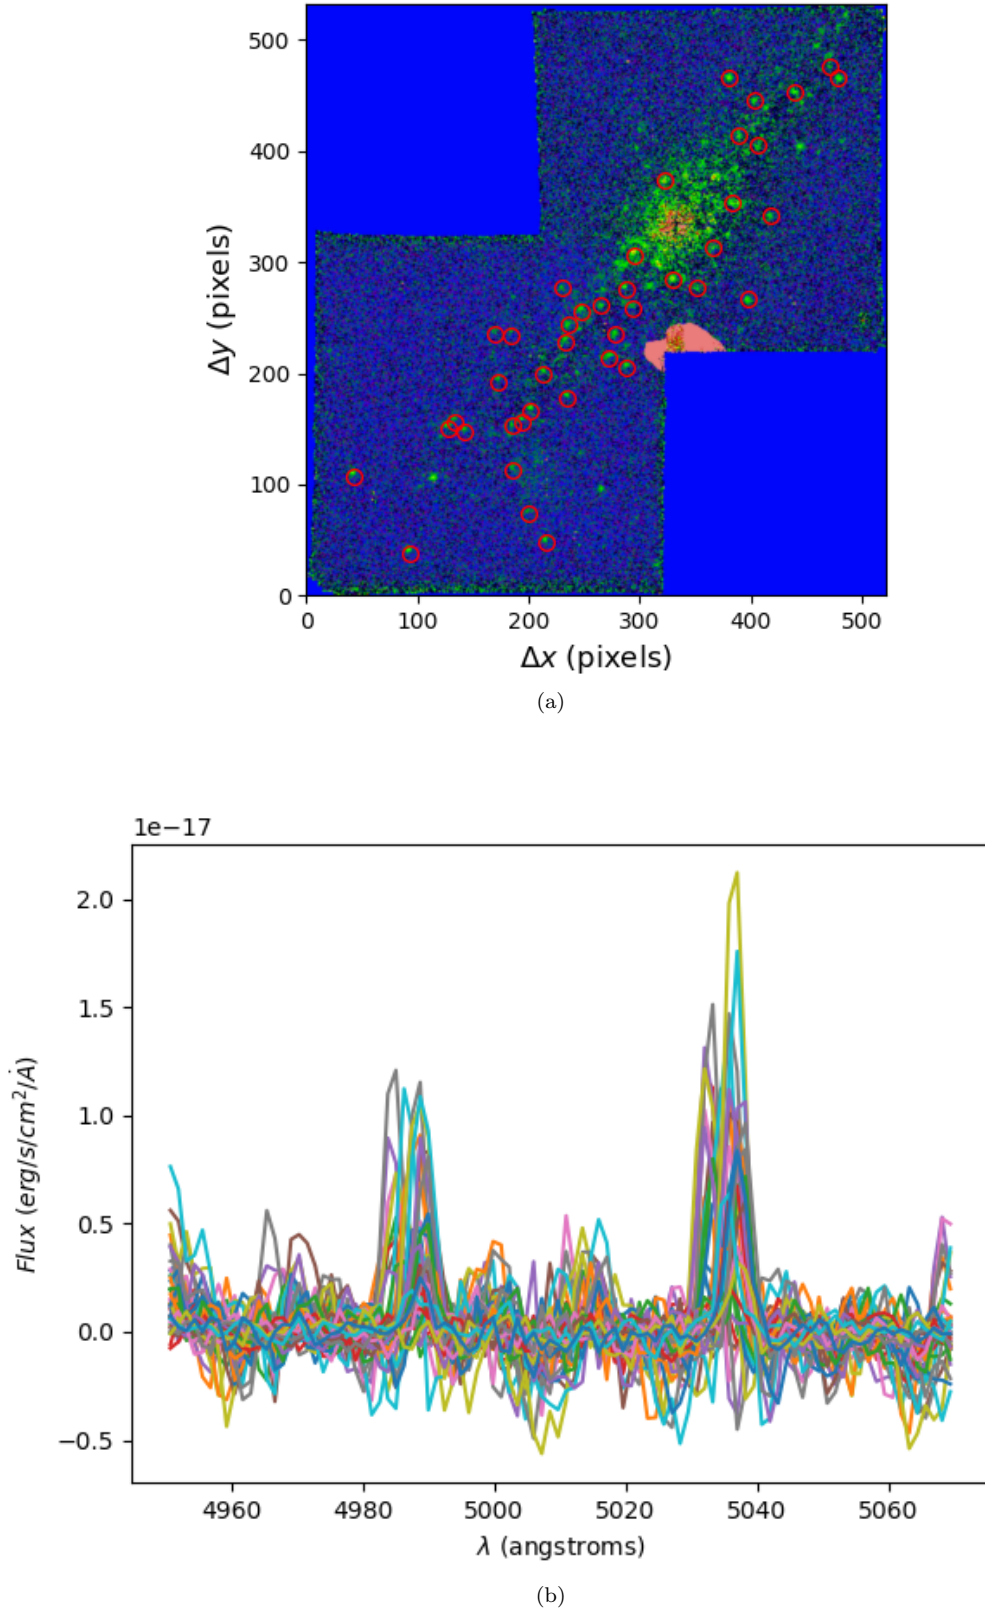 500
400
300
200
100
0
Δy (pixels)
0 100 200 300 400 500
Δx (pixels)
(a)
1e−17
2.0
1.5
1.0
0.5
0.0
−0.5
Flux (erg/s/cm²/Ȧ)
4960 4980 5000 5020 5040 5060
λ (angstroms)
(b)